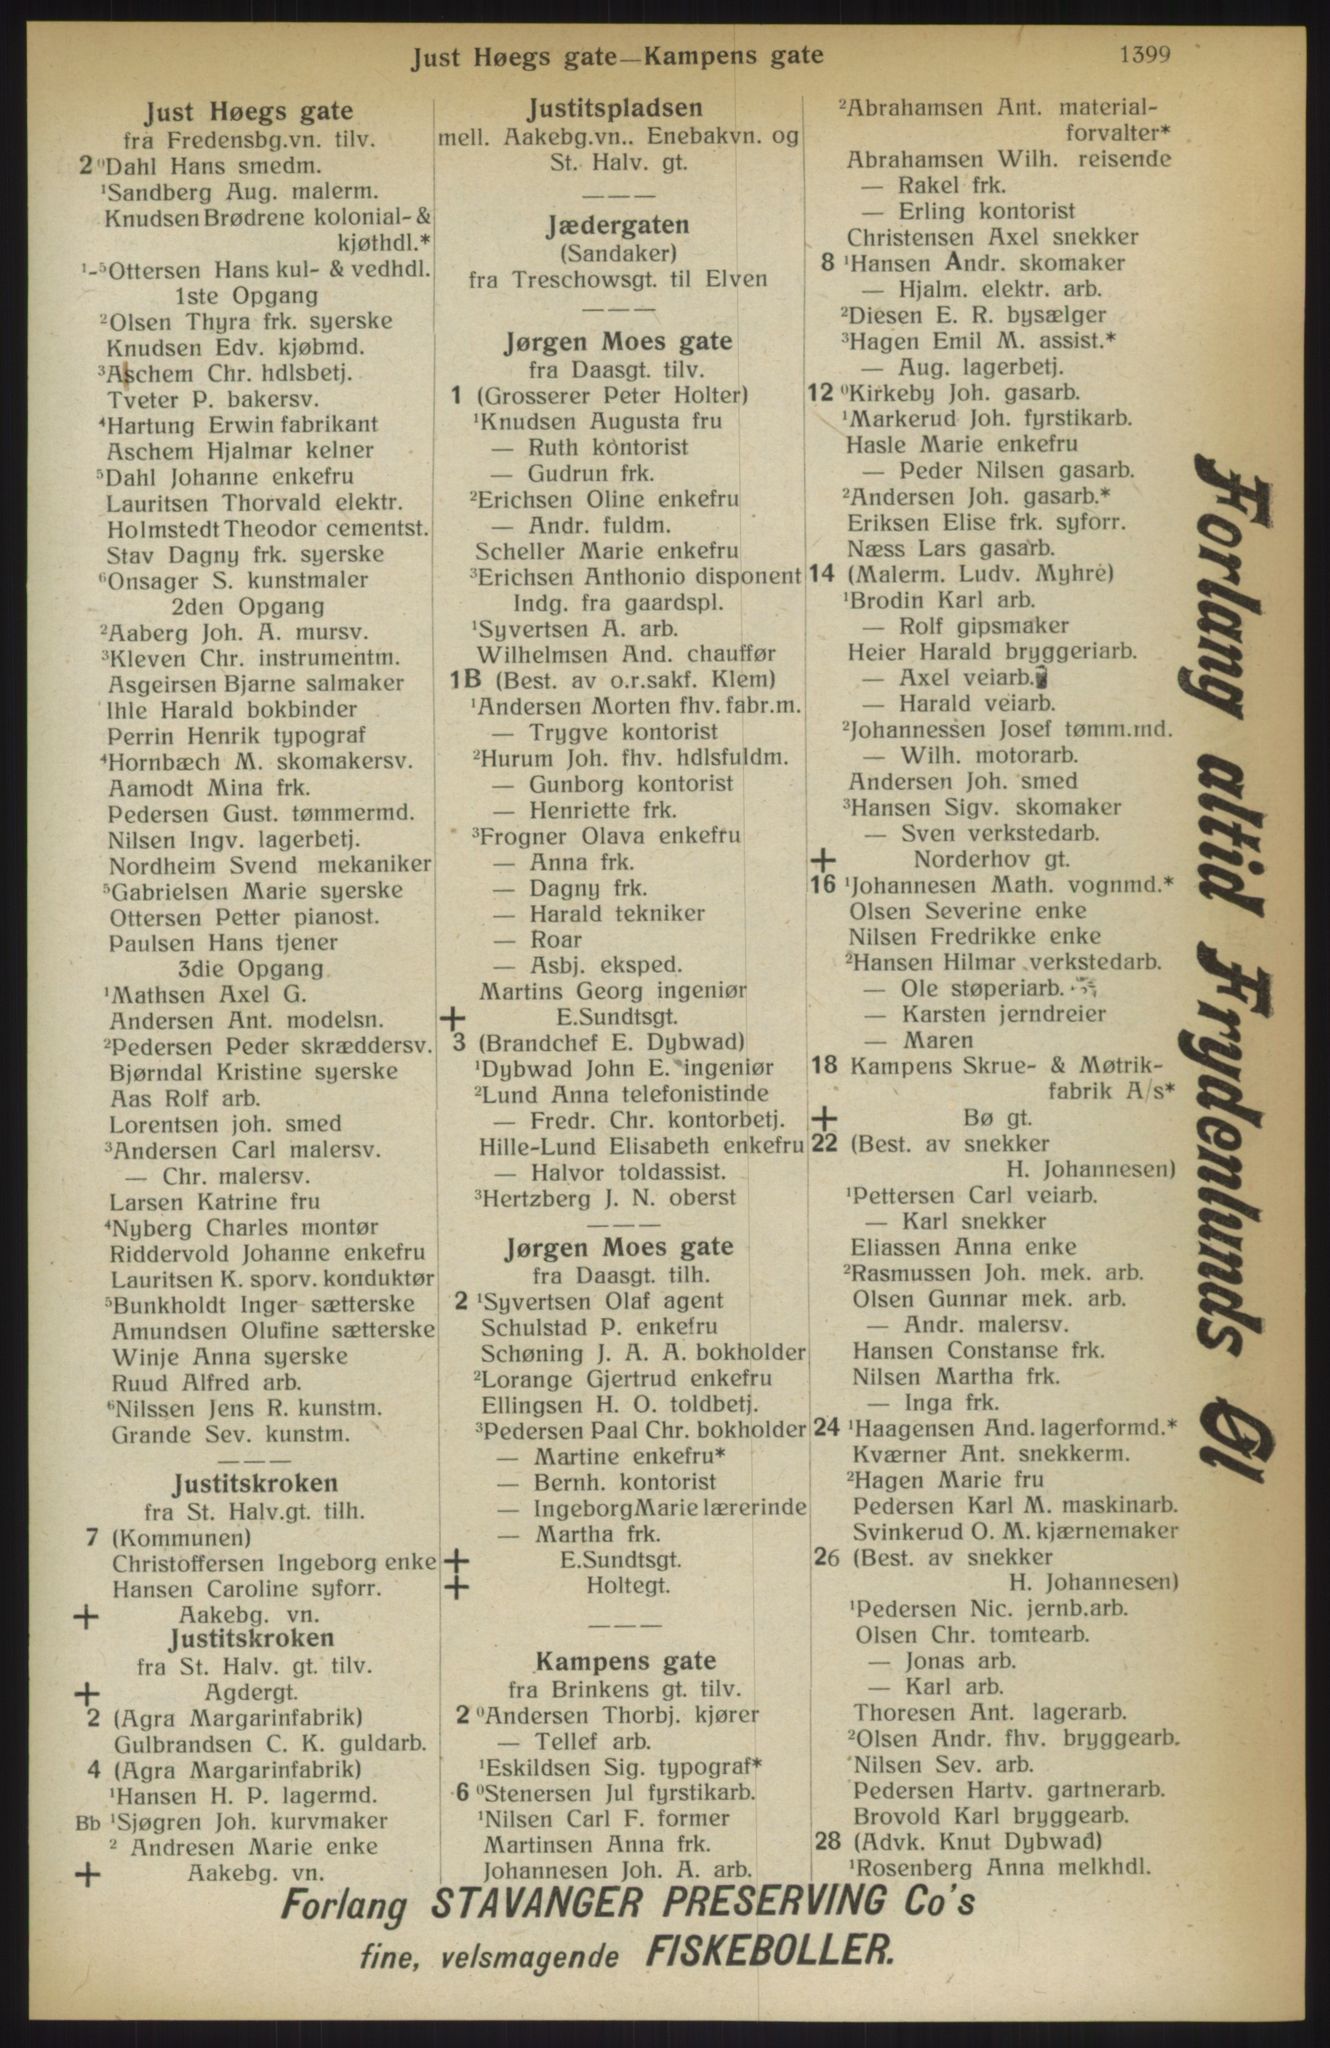 Just Høegs gate—Kampens gate
1399
Just Høegs gate
fra Fredensbg.vn. tilv.
2 ⁰Dahl Hans smedm.
¹Sandberg Aug. malerm.
Knudsen Brødrene kolonial- &
kjøthdl.*
¹-⁵Ottersen Hans kul- & vedhdl.
1ste Opgang
²Olsen Thyra frk. syerske
Knudsen Edv. kjøbmd.
³Aschem Chr. hdlsbetj.
Tveter P. bakersv.
⁴Hartung Erwin fabrikant
Aschem Hjalmar kelner
⁵Dahl Johanne enkefru
Lauritsen Thorvald elektr.
Holmstedt Theodor cementst.
Stav Dagny frk. syerske
⁶Onsager S. kunstmaler
2den Opgang
²Aaberg Joh. A. mursv.
³Kleven Chr. instrumentm.
Asgeirsen Bjarne salmaker
Ihle Harald bokbinder
Perrin Henrik typograf
⁴Hornbæch M. skomakersv.
Aamodt Mina frk.
Pedersen Gust. tømmermd.
Nilsen Ingv. lagerbetj.
Nordheim Svend mekaniker
⁵Gabrielsen Marie syerske
Ottersen Petter pianost.
Paulsen Hans tjener
3die Opgang
¹Mathsen Axel G.
Andersen Ant. modelsn.
²Pedersen Peder skræddersv.
Bjørndal Kristine syerske
Aas Rolf arb.
Lorentsen joh. smed
³Andersen Carl malersv.
— Chr. malersv.
Larsen Katrine fru
⁴Nyberg Charles montør
Riddervold Johanne enkefru
Lauritsen K. sporv. konduktør
⁵Bunkholdt Inger sætterske
Amundsen Olufine sætterske
Winje Anna syerske
Ruud Alfred arb.
⁶Nilssen Jens R. kunstm.
Grande Sev. kunstm.
———
Justitskroken
fra St. Halv.gt. tilh.
7 (Kommunen)
Christoffersen Ingeborg enke
Hansen Caroline syforr.
+ Aakebg. vn.
Justitskroken
fra St. Halv. gt. tilv.
+ Agdergt.
2 (Agra Margarinfabrik)
Gulbrandsen C. K. guldarb.
4 (Agra Margarinfabrik)
¹Hansen H. P. lagermd.
Bb ¹Sjøgren Joh. kurvmaker
² Andresen Marie enke
+ Aakebg. vn.
Justitspladsen
mell. Aakebg.vn.. Enebakvn. og
St. Halv. gt.
———
Jædergaten
(Sandaker)
fra Treschowsgt. til Elven
———
Jørgen Moes gate
fra Daasgt. tilv.
1 (Grosserer Peter Holter)
¹Knudsen Augusta fru
— Ruth kontorist
— Gudrun frk.
²Erichsen Oline enkefru
— Andr. fuldm.
Scheller Marie enkefru
³Erichsen Anthonio disponent
Indg. fra gaardspl.
¹Syvertsen A. arb.
Wilhelmsen And. chauffør
1B (Best. av o.r.sakf. Klem)
¹Andersen Morten fhv. fabr.m.
— Trygve kontorist
²Hurum Joh. fhv. hdlsfuldm.
— Gunborg kontorist
— Henriette frk.
³Frogner Olava enkefru
— Anna frk.
— Dagny frk.
— Harald tekniker
— Roar
— Asbj. eksped.
Martins Georg ingeniør
+ E.Sundtsgt.
3 (Brandchef E. Dybwad)
¹Dybwad John E. ingeniør
²Lund Anna telefonistinde
— Fredr. Chr. kontorbetj.
Hille-Lund Elisabeth enkefru
— Halvor toldassist.
³Hertzberg J. N. oberst
———
Jørgen Moes gate
fra Daasgt. tilh.
2 ¹Syvertsen Olaf agent
Schulstad P. enkefru
Schøning J. A. A. bokholder
²Lorange Gjertrud enkefru
Ellingsen H. O. toldbetj.
³Pedersen Paal Chr. bokholder
— Martine enkefru*
— Bernh. kontorist
— Ingeborg Marie lærerinde
— Martha frk.
+ E.Sundtsgt.
+ Holtegt.
———
Kampens gate
fra Brinkens gt. tilv.
2 ⁰Andersen Thorbj. kjører
— Tellef arb.
¹Eskildsen Sig. typograf*
6 ⁰Stenersen Jul fyrstikarb.
¹Nilsen Carl F. former
Martinsen Anna frk.
Johannesen Joh. A. arb.
²Abrahamsen Ant. material-
forvalter*
Abrahamsen Wilh. reisende
— Rakel frk.
— Erling kontorist
Christensen Axel snekker
8 ¹Hansen Andr. skomaker
— Hjalm. elektr. arb.
²Diesen E. R. bysælger
³Hagen Emil M. assist.*
— Aug. lagerbetj.
12 ⁰Kirkeby Joh. gasarb.
¹Markerud Joh. fyrstikarb.
Hasle Marie enkefru
— Peder Nilsen gasarb.
²Andersen Joh. gasarb.*
Eriksen Elise frk. syforr.
Næss Lars gasarb.
14 (Malerm. Ludv. Myhre)
¹Brodin Karl arb.
— Rolf gipsmaker
Heier Harald bryggeriarb.
— Axel veiarb.
— Harald veiarb.
²Johannessen Josef tømm.md.
— Wilh. motorarb.
Andersen Joh. smed
³Hansen Sigv. skomaker
— Sven verkstedarb.
+ Norderhov gt.
16 ¹Johannesen Math. vognmd.*
Olsen Severine enke
Nilsen Fredrikke enke
²Hansen Hilmar verkstedarb.
— Ole støperiarb.
— Karsten jerndreier
— Maren
18 Kampens Skrue- & Møtrik-
fabrik A/s*
+ Bø gt.
22 (Best. av snekker
H. Johannesen)
¹Pettersen Carl veiarb.
— Karl snekker
Eliassen Anna enke
²Rasmussen Joh. mek. arb.
Olsen Gunnar mek. arb.
— Andr. malersv.
Hansen Constanse frk.
Nilsen Martha frk.
— Inga frk.
24 ¹Haagensen And. lagerformd.*
Kværner Ant. snekkerm.
²Hagen Marie fru
Pedersen Karl M. maskinarb.
Svinkerud O. M. kjærnemaker
26 (Best. av snekker
H. Johannesen)
¹Pedersen Nic. jernb.arb.
Olsen Chr. tomtearb.
— Jonas arb.
— Karl arb.
Thoresen Ant. lagerarb.
²Olsen Andr. fhv. bryggearb.
Nilsen Sev. arb.
Pedersen Hartv. gartnerarb.
Brovold Karl bryggearb.
28 (Advk. Knut Dybwad)
¹Rosenberg Anna melkhdl.
Forlang altid Frydenlunds Øl
Forlang STAVANGER PRESERVING Co's
fine, velsmagende FISKEBOLLER.